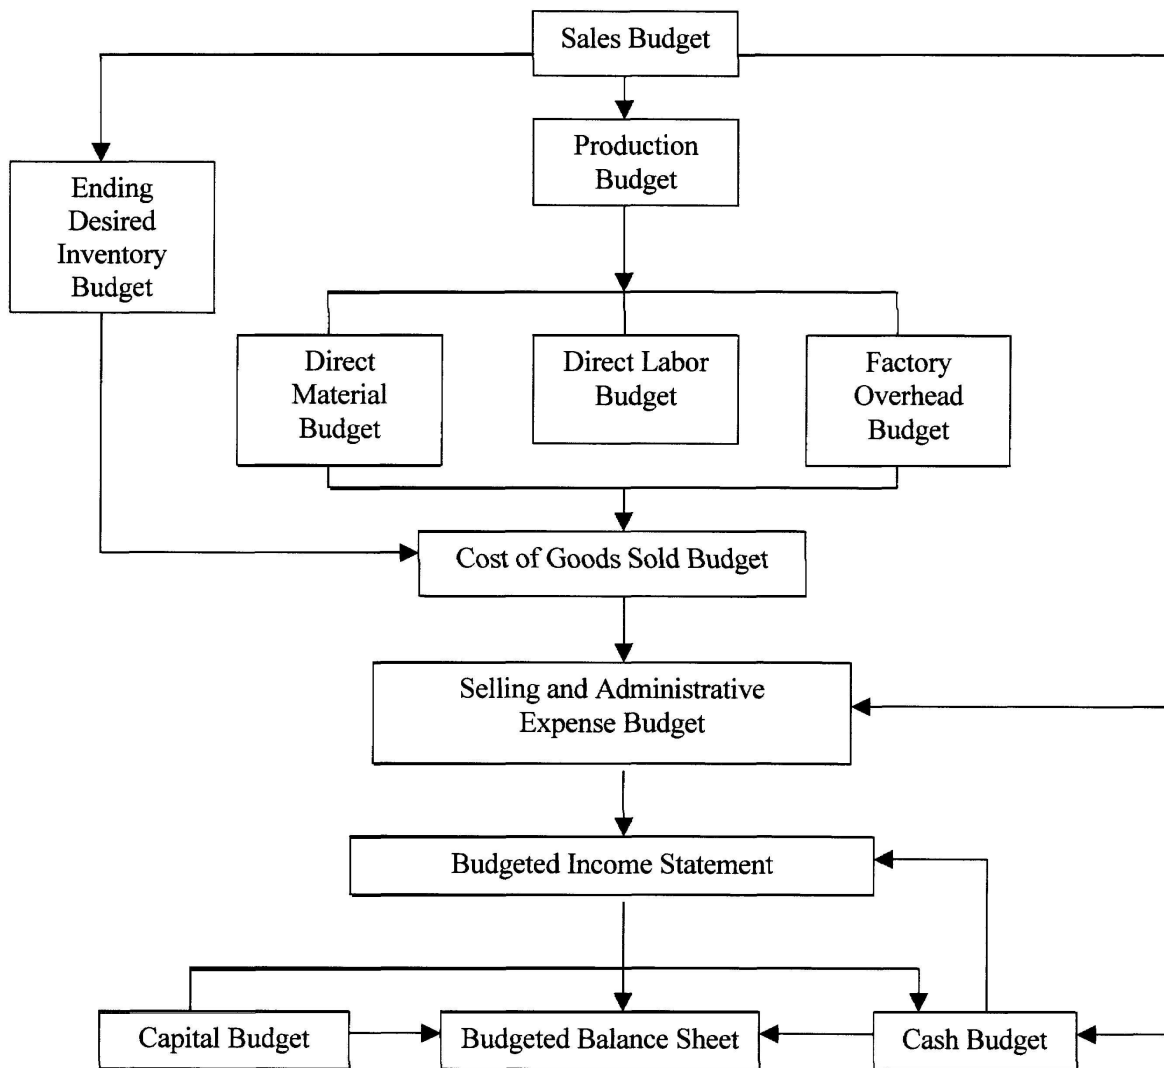 Sales Budget
Production
Budget
Ending
Desired
Inventory
Budget
Direct
Material
Budget
Direct Labor
Budget
Factory
Overhead
Budget
Cost of Goods Sold Budget
Selling and Administrative
Expense Budget
Budgeted Income Statement
Capital Budget
Budgeted Balance Sheet
Cash Budget